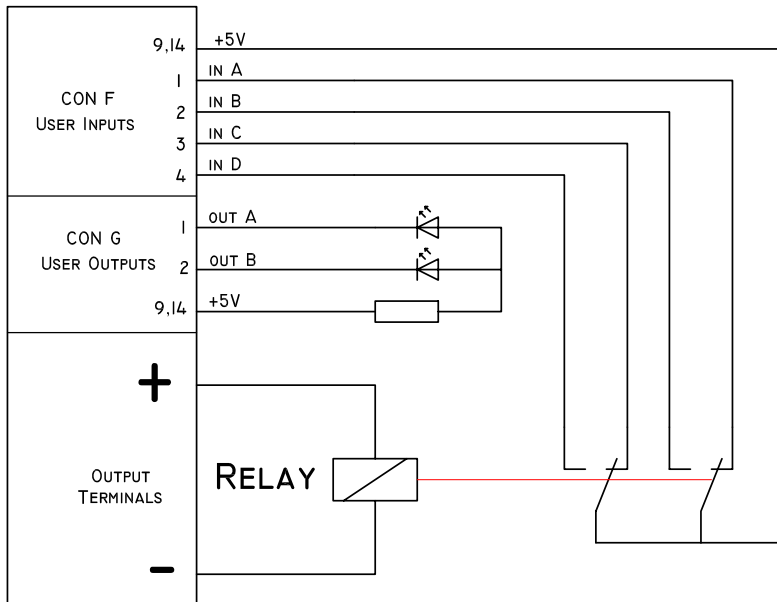 9,14 +5V
1 IN A
CON F
2 IN B
USER INPUTS
3 IN C
4 IN D
1 OUT A
CON G
USER OUTPUTS
2 OUT B
9,14 +5V
+
OUTPUT
TERMINALS
RELAY
-